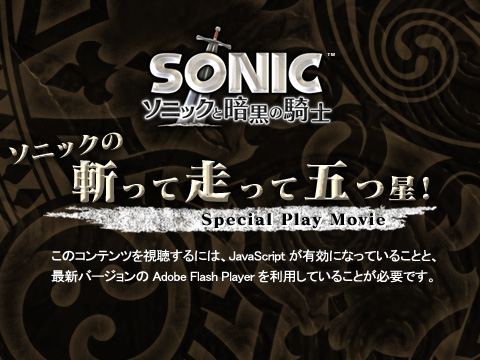 SONIC™
ソニックと暗黒の騎士
ソニックの
斬って走って五つ星!
Special Play Movie
このコンテンツを視聴するには、JavaScript が有効になっていることと、
最新バージョンの Adobe Flash Player を利用していることが必要です。